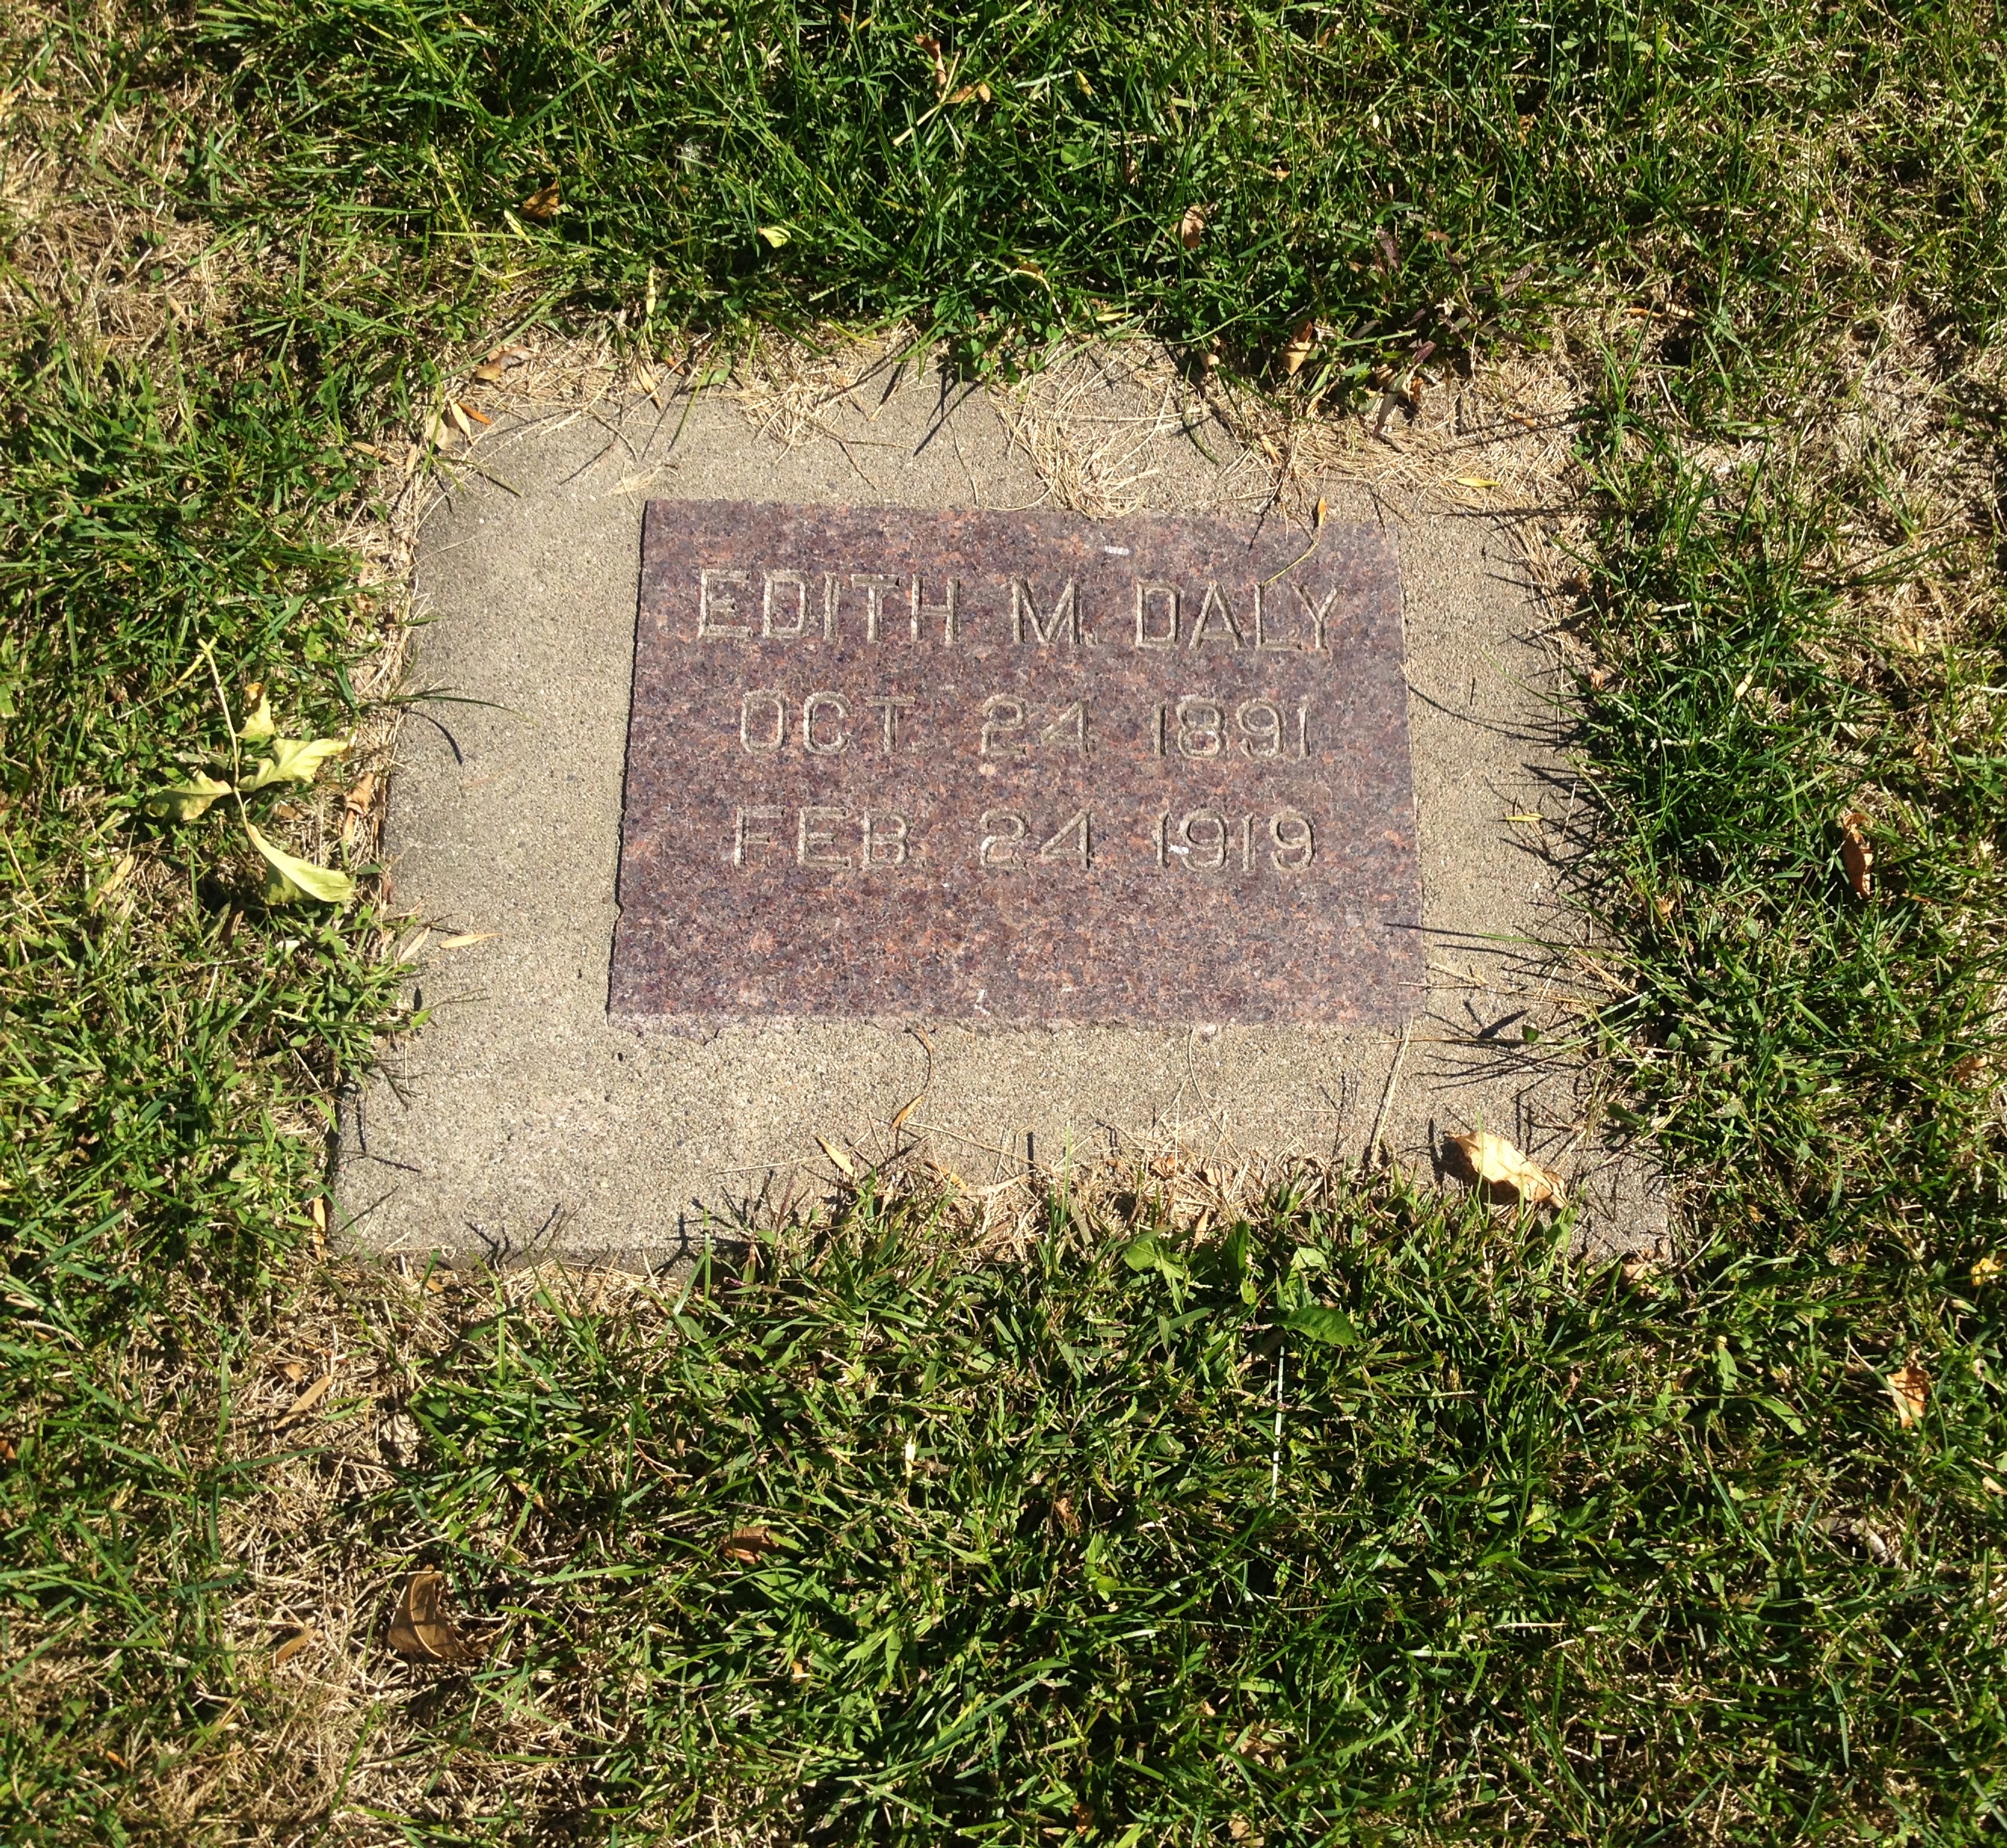 EDITH M. DALY
OCT. 24 1891
FEB. 24 1919